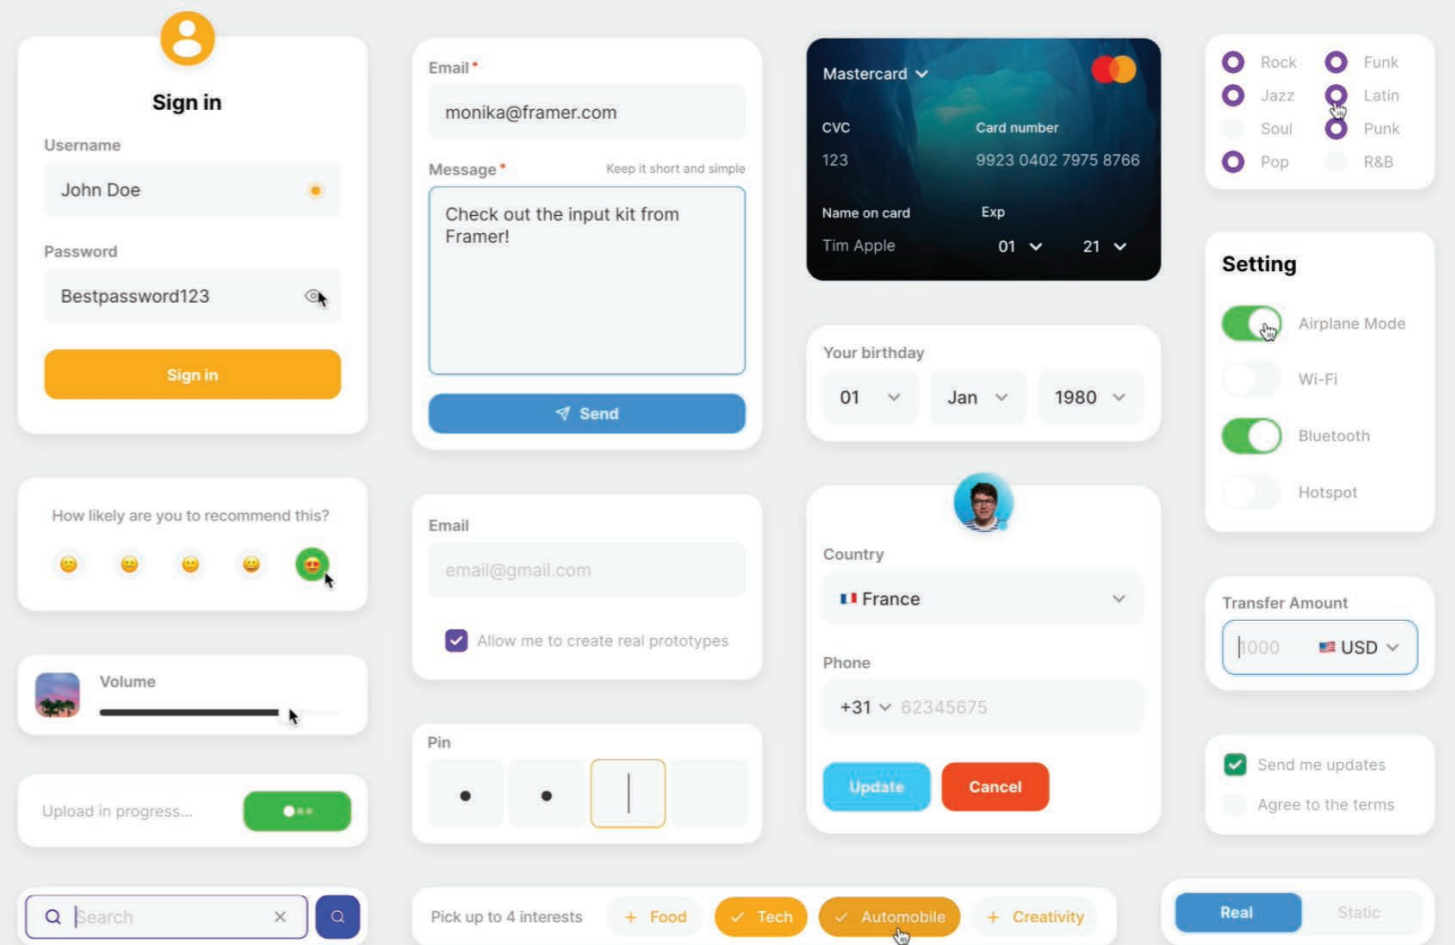 Sign in
Username
John Doe
Password
Bestpassword123
Sign in
How likely are you to recommend this?
Volume
Upload in progress...
Search
Email*
monika@framer.com
Message* Keep it short and simple
Check out the input kit from
Framer!
Send
Email
email@gmail.com
Allow me to create real prototypes
Pin
Pick up to 4 interests + Food Tech Automobile + Creativity
Mastercard
CVC Card number
123 9923 0402 7975 8766
Name on card Exp
Tim Apple 01 21
Your birthday
01 Jan 1980
Country
France
Phone
+31 62345675
Update Cancel
Rock Funk
Jazz Latin
Soul Punk
Pop R&B
Setting
Airplane Mode
Wi-Fi
Bluetooth
Hotspot
Transfer Amount
1000 USD
Send me updates
Agree to the terms
Real Static